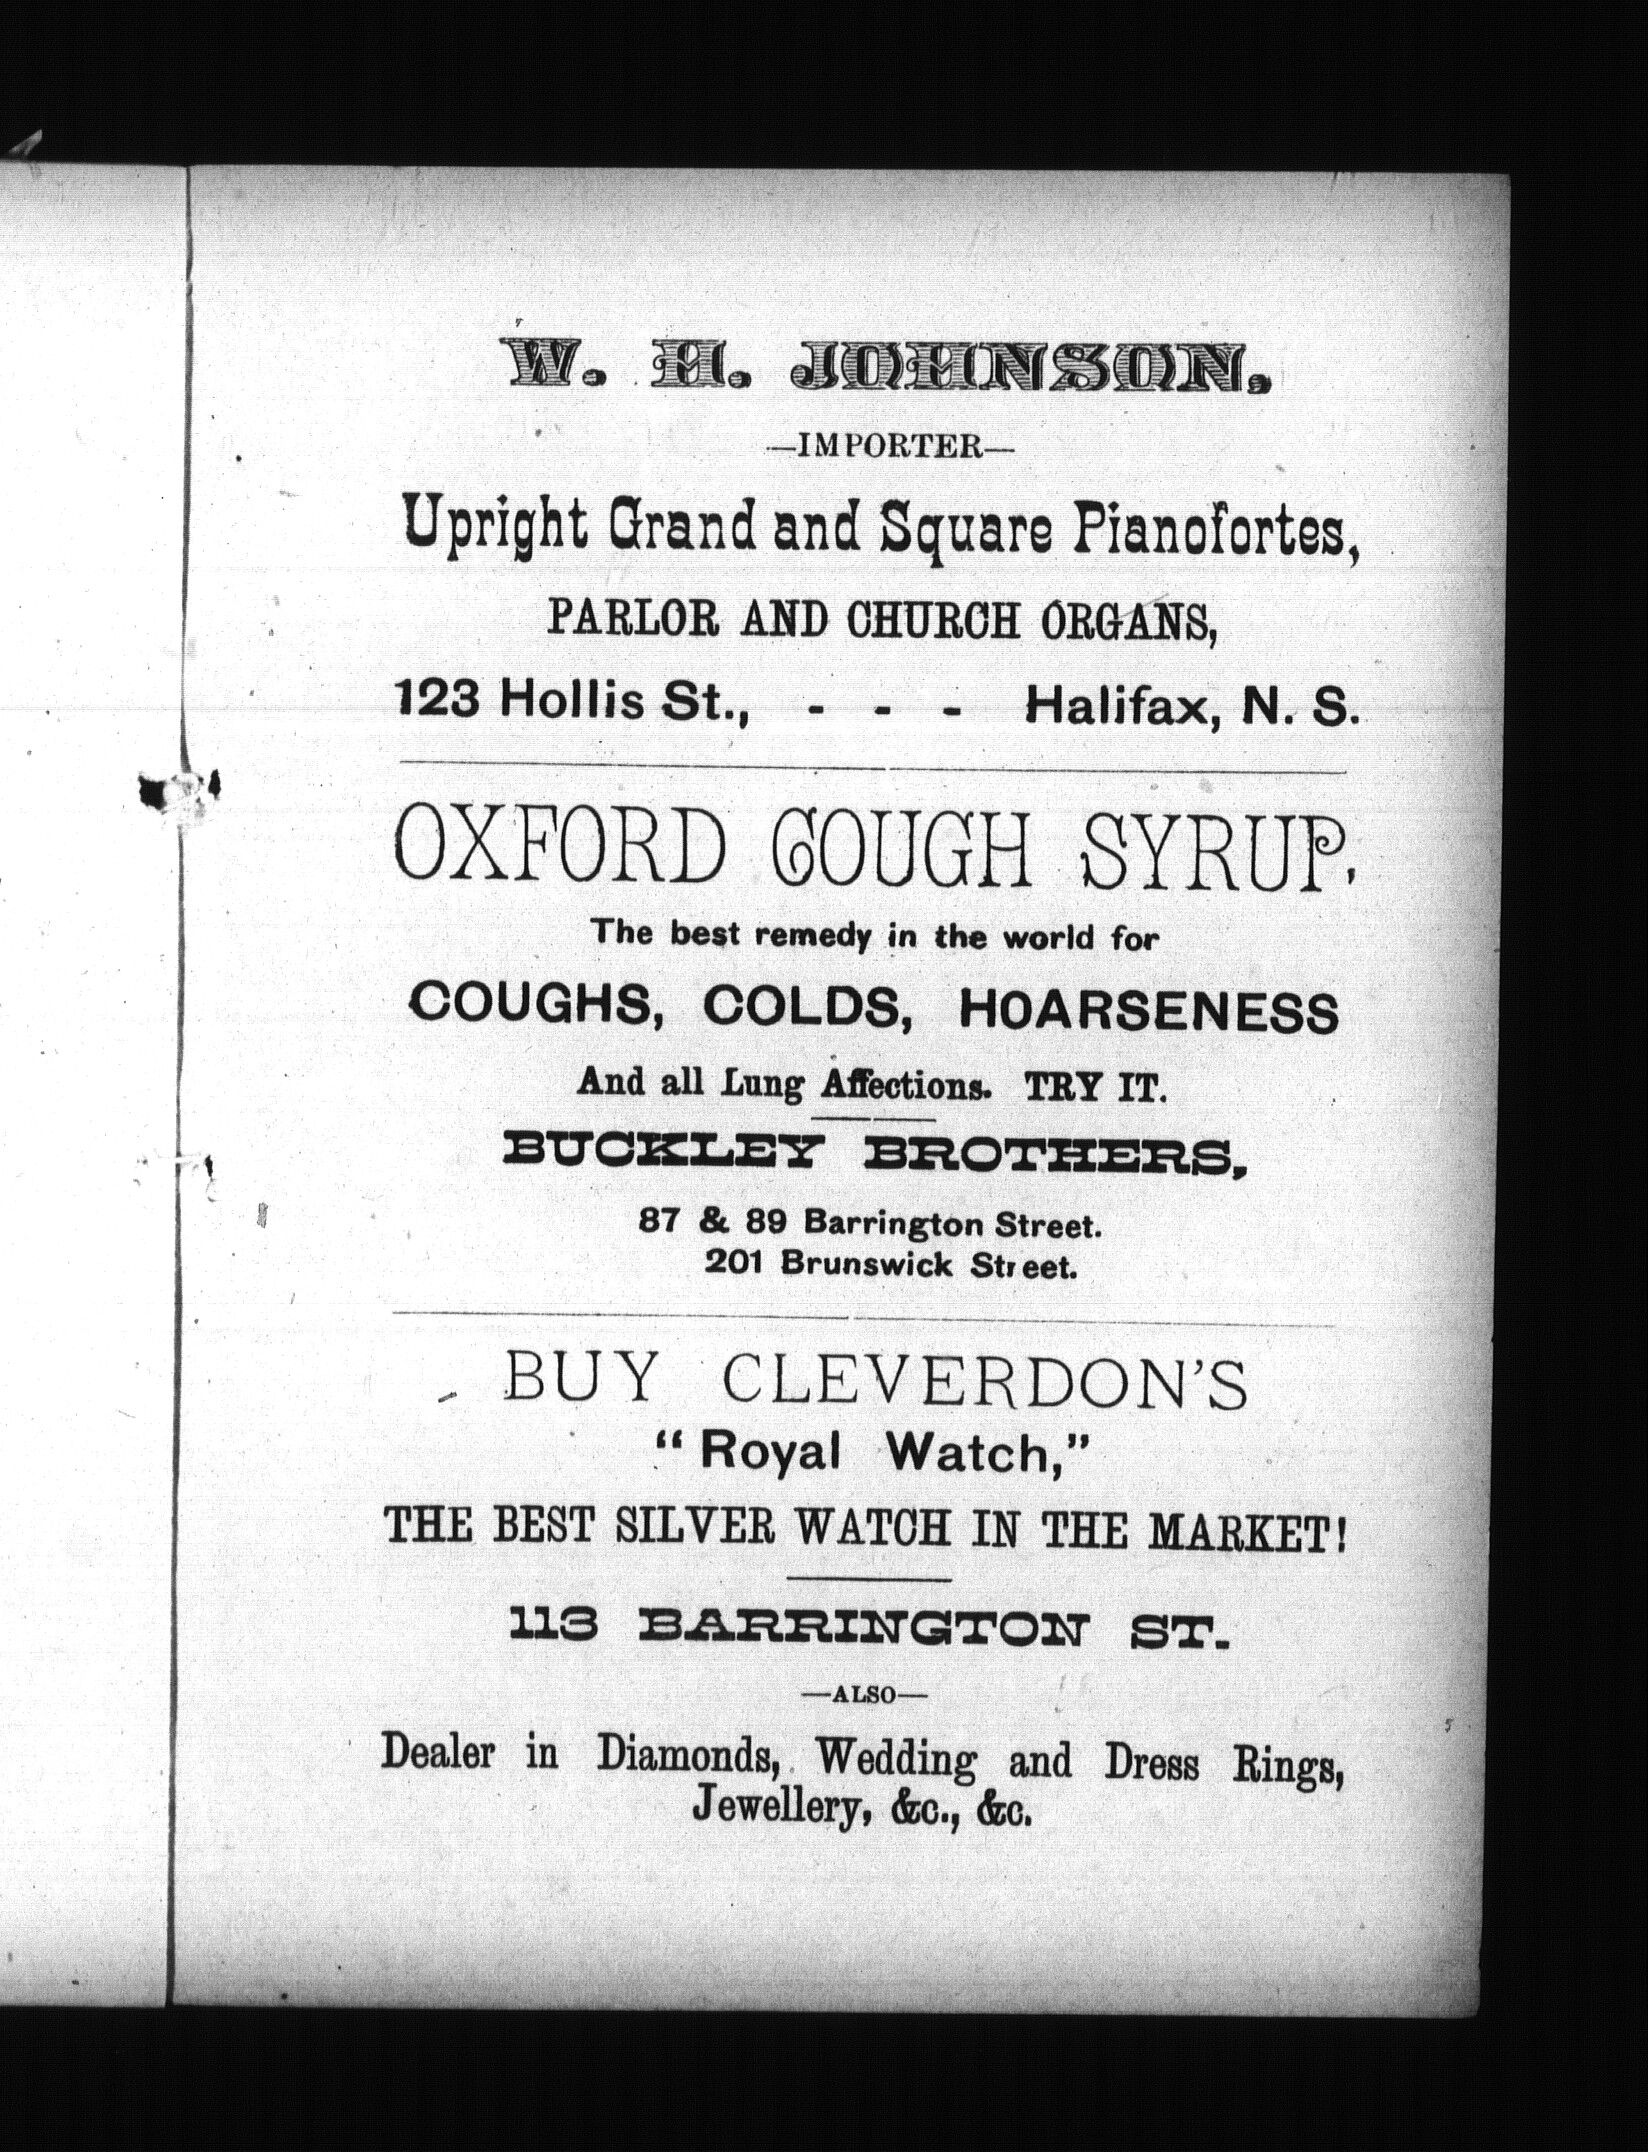 W. H. JOHNSON.
—IMPORTER—
Upright Grand and Square Pianofortes,
PARLOR AND CHURCH ORGANS,
123 Hollis St., - - - Halifax, N. S.
OXFORD COUGH SYRUP,
The best remedy in the world for
COUGHS, COLDS, HOARSENESS
And all Lung Affections. TRY IT.
BUCKLEY BROTHERS,
87 & 89 Barrington Street.
201 Brunswick Street.
BUY CLEVERDON'S
"Royal Watch,"
THE BEST SILVER WATCH IN THE MARKET!
113 BARRINGTON ST.
—ALSO—
Dealer in Diamonds, Wedding and Dress Rings,
Jewellery, &c., &c.